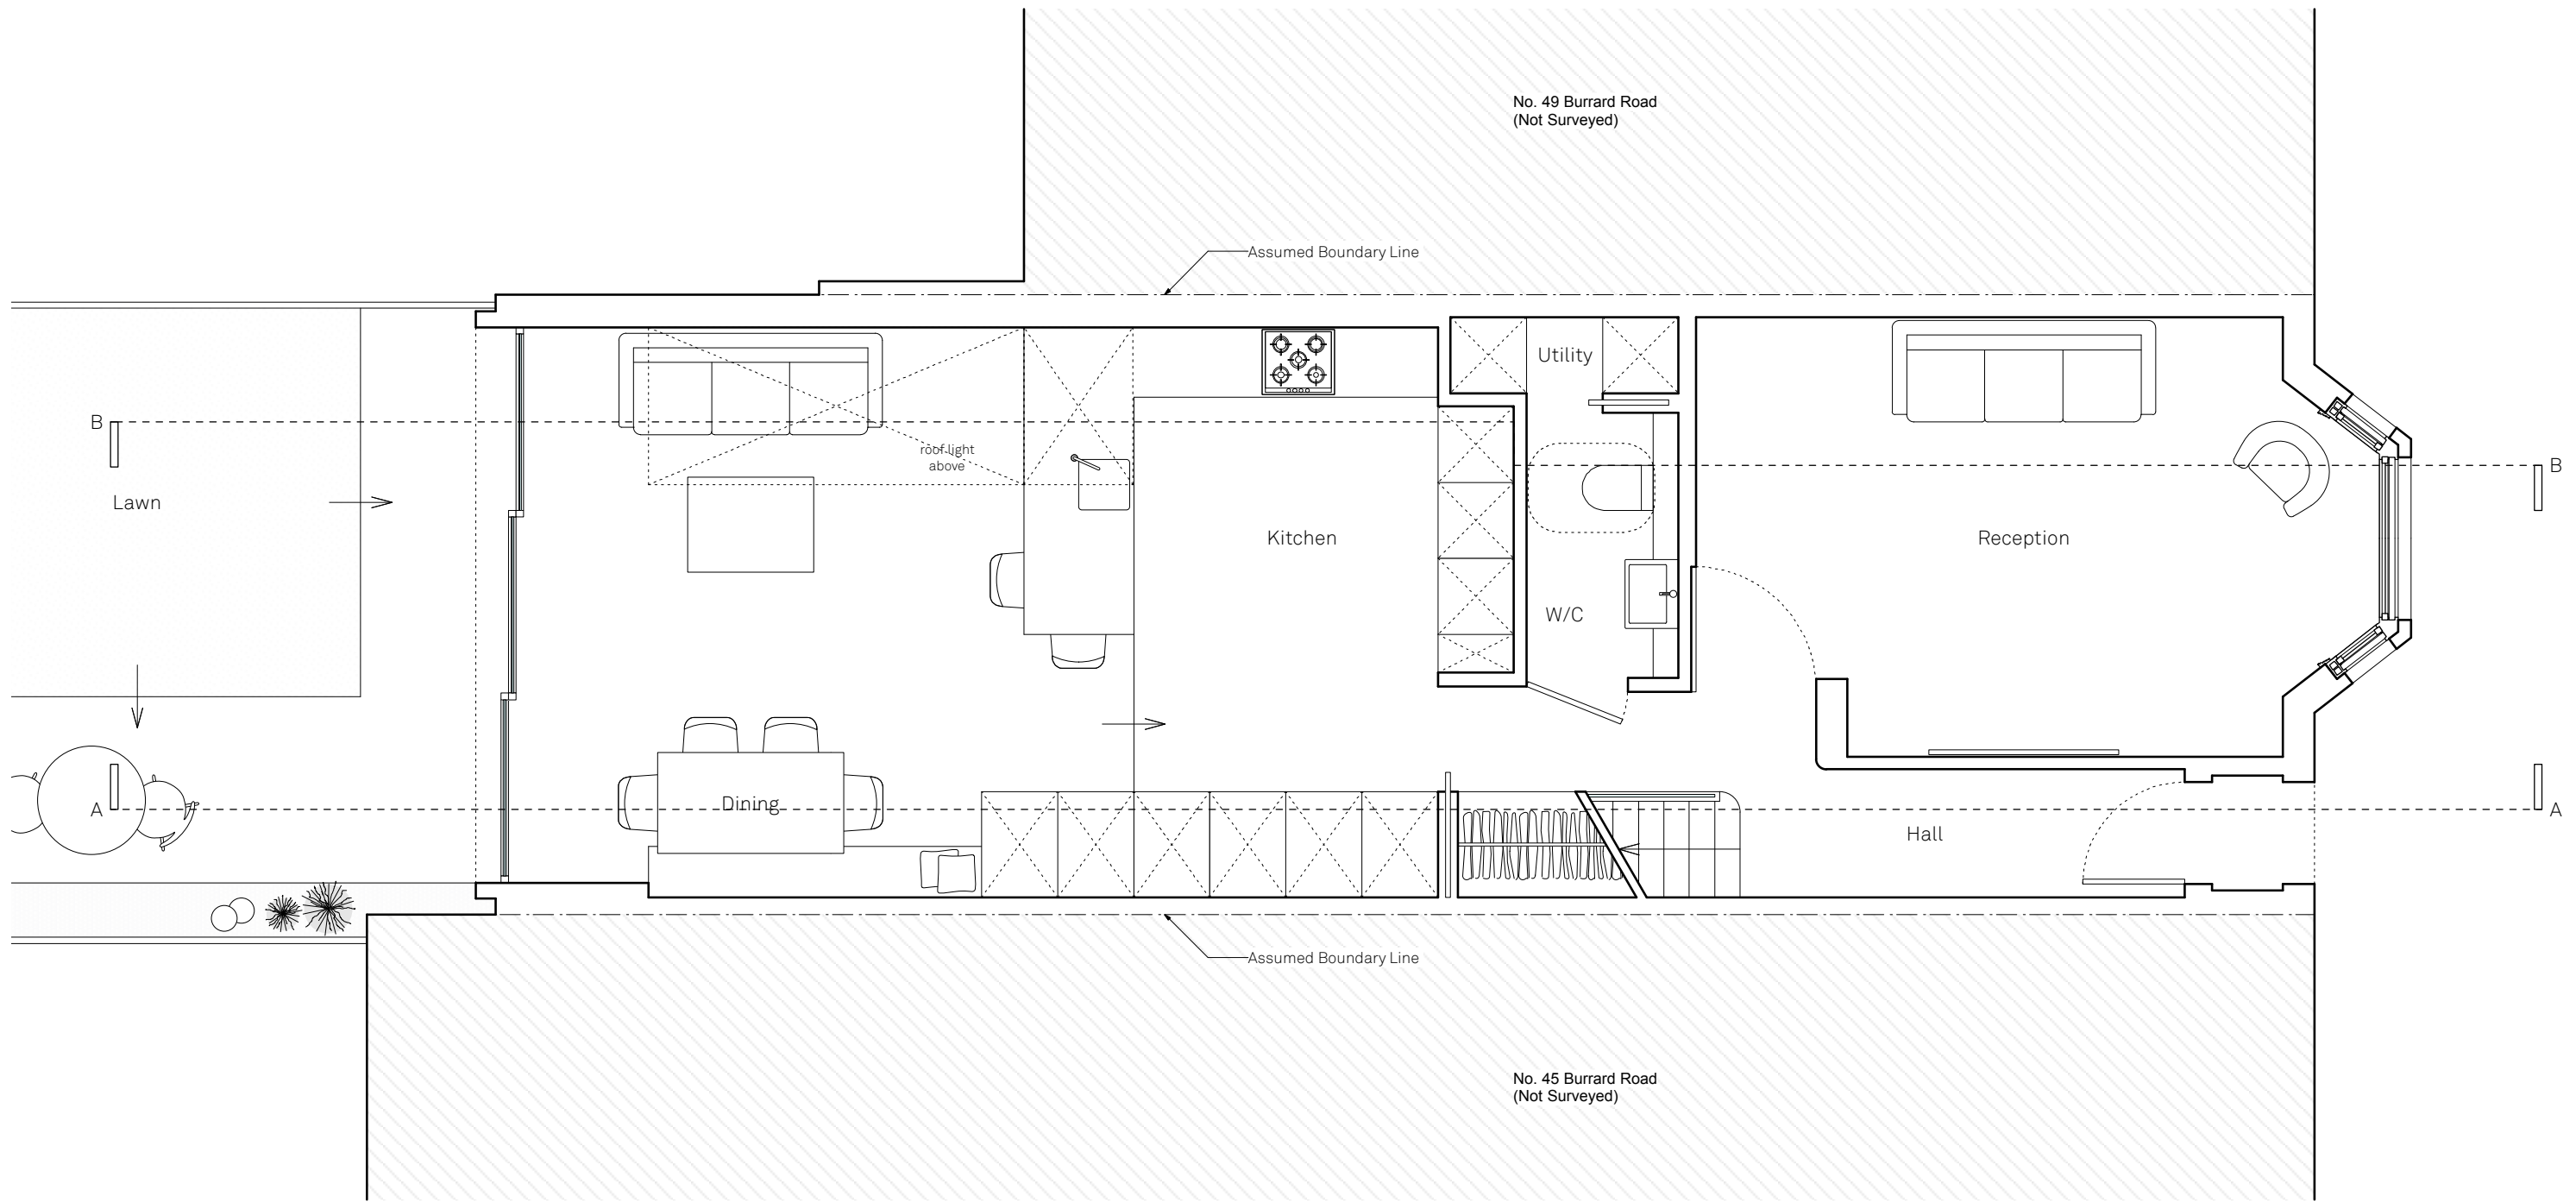 No. 49 Burrard Road
(Not Surveyed)
Assumed Boundary Line
Utility
B
roof light
above
B
Lawn
Kitchen
Reception
W/C
Dining
A
A
Hall
Assumed Boundary Line
No. 45 Burrard Road
(Not Surveyed)